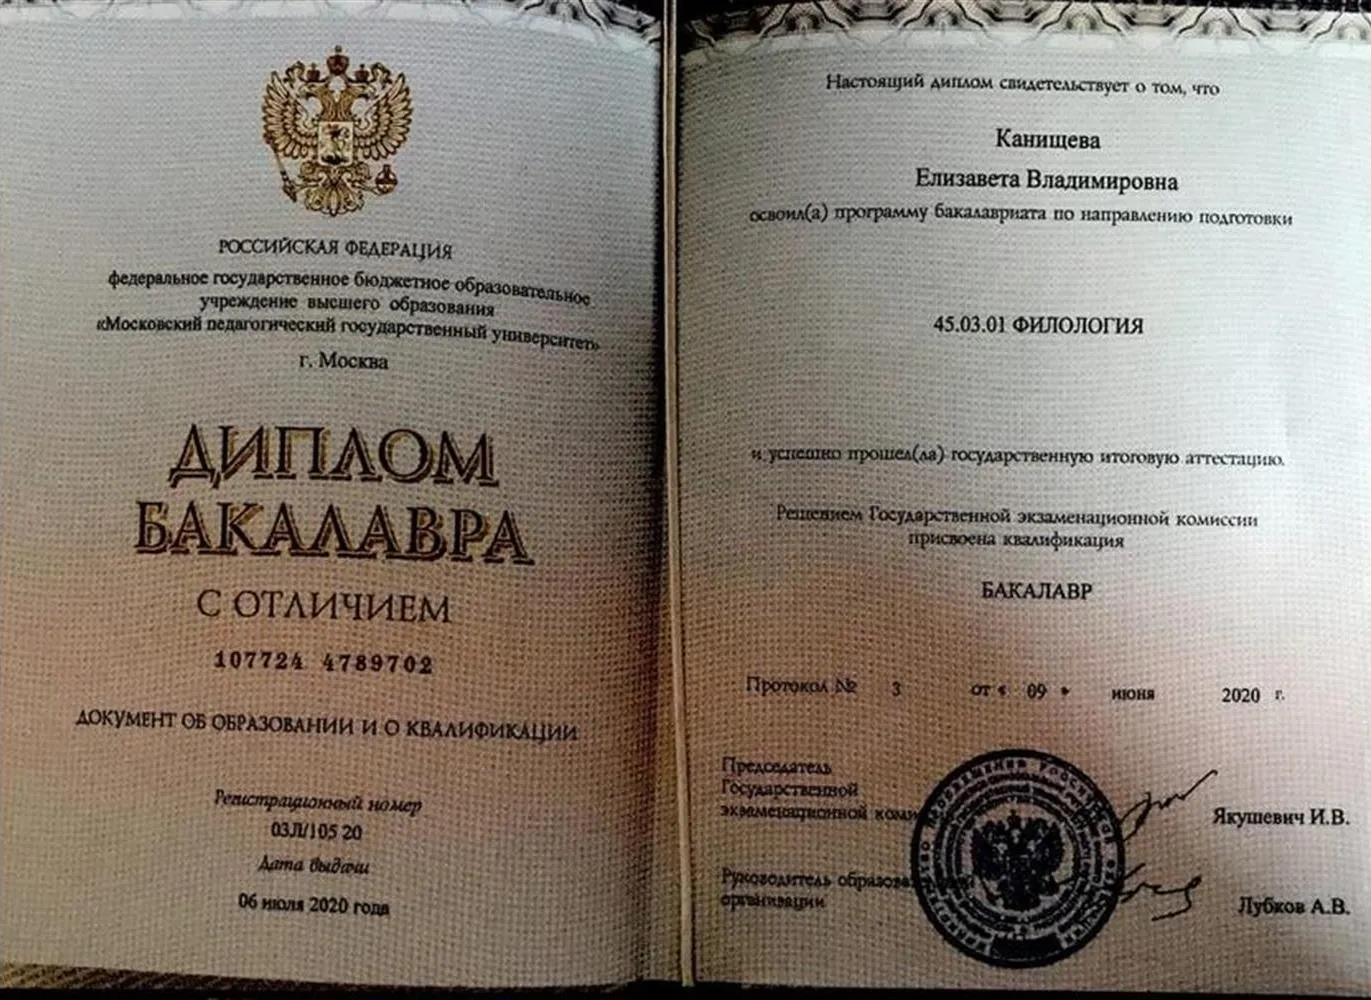 РОССИЙСКАЯ ФЕДЕРАЦИЯ
федеральное государственное бюджетное образовательное
учреждение высшего образования
«Московский педагогический государственный университет»
г. Москва
ДИПЛОМ
БАКАЛАВРА
С ОТЛИЧИЕМ
107724 4789702
ДОКУМЕНТ ОБ ОБРАЗОВАНИИ И О КВАЛИФИКАЦИИ
Регистрационный номер
03Л/105 20
Дата выдачи
06 июля 2020 года
Настоящий диплом свидетельствует о том, что
Канищева
Елизавета Владимировна
освоил(а) программу бакалавриата по направлению подготовки
45.03.01 ФИЛОЛОГИЯ
и успешно прошел(ла) государственную итоговую аттестацию.
Решением Государственной экзаменационной комиссии
присвоена квалификация
БАКАЛАВР
Протокол № 3 от « 09 » июня 2020 г.
Председатель
Государственной
экзаменационной
Якушевич И.В.
Руководитель
организации
Лубков А.В.